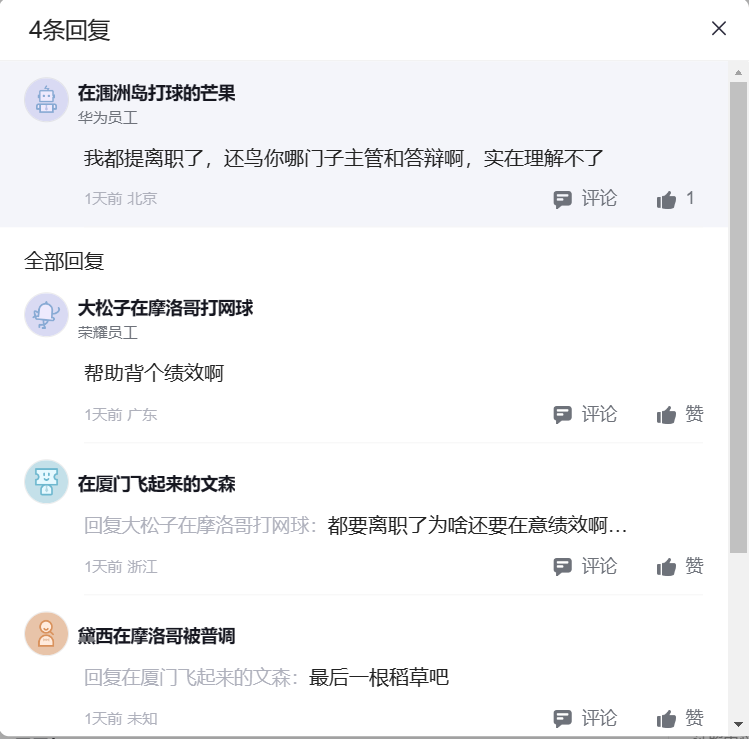 4条回复
在涠洲岛打球的芒果
华为员工
我都提离职了，还鸟你哪门子主管和答辩啊，实在理解不了
1天前 北京 评论 1
全部回复
大松子在摩洛哥打网球
荣耀员工
帮助背个绩效啊
1天前 广东 评论 赞
在厦门飞起来的文森
回复大松子在摩洛哥打网球：都要离职了为啥还要在意绩效啊…
1天前 浙江 评论 赞
黛西在摩洛哥被普调
回复在厦门飞起来的文森：最后一根稻草吧
1天前 未知 评论 赞